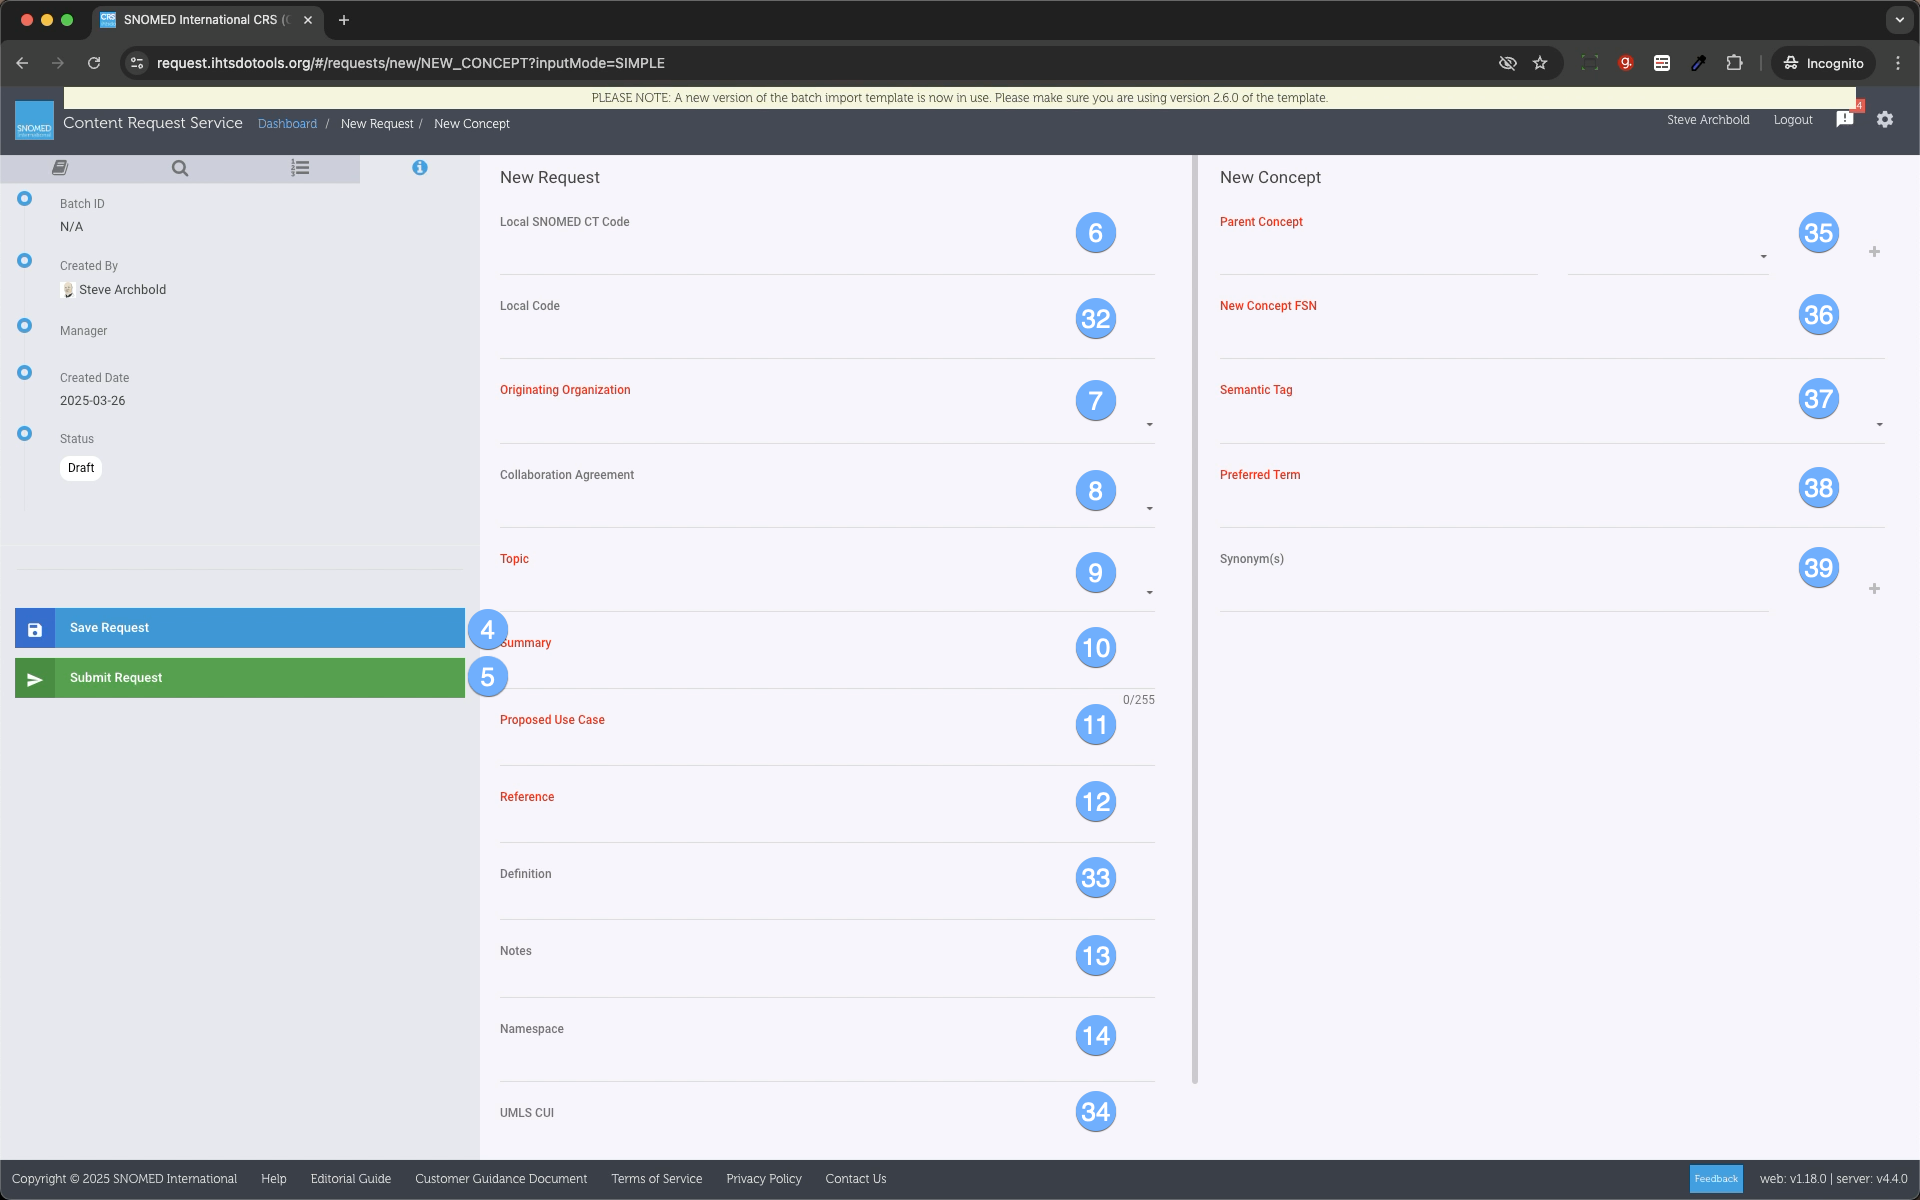 SNOMED International CRS (
request.ihtsdotools.org/#/requests/new/NEW_CONCEPT?inputMode=SIMPLE
Incognito
PLEASE NOTE: A new version of the batch import template is now in use. Please make sure you are using version 2.6.0 of the template.
SNOMED
International
Content Request Service
Dashboard / New Request / New Concept
Steve Archbold
Logout
4
Batch ID
N/A
Created By
Steve Archbold
Manager
Created Date
2025-03-26
Status
Draft
Save Request
4
Submit Request
5
New Request
Local SNOMED CT Code
6
Local Code
32
Originating Organization
7
Collaboration Agreement
8
Topic
9
Summary
10
0/255
Proposed Use Case
11
Reference
12
Definition
33
Notes
13
Namespace
14
UMLS CUI
34
New Concept
Parent Concept
35
New Concept FSN
36
Semantic Tag
37
Preferred Term
38
Synonym(s)
39
Copyright © 2025 SNOMED International Help Editorial Guide Customer Guidance Document Terms of Service Privacy Policy Contact Us
Feedback
web: v1.18.0 | server: v4.4.0